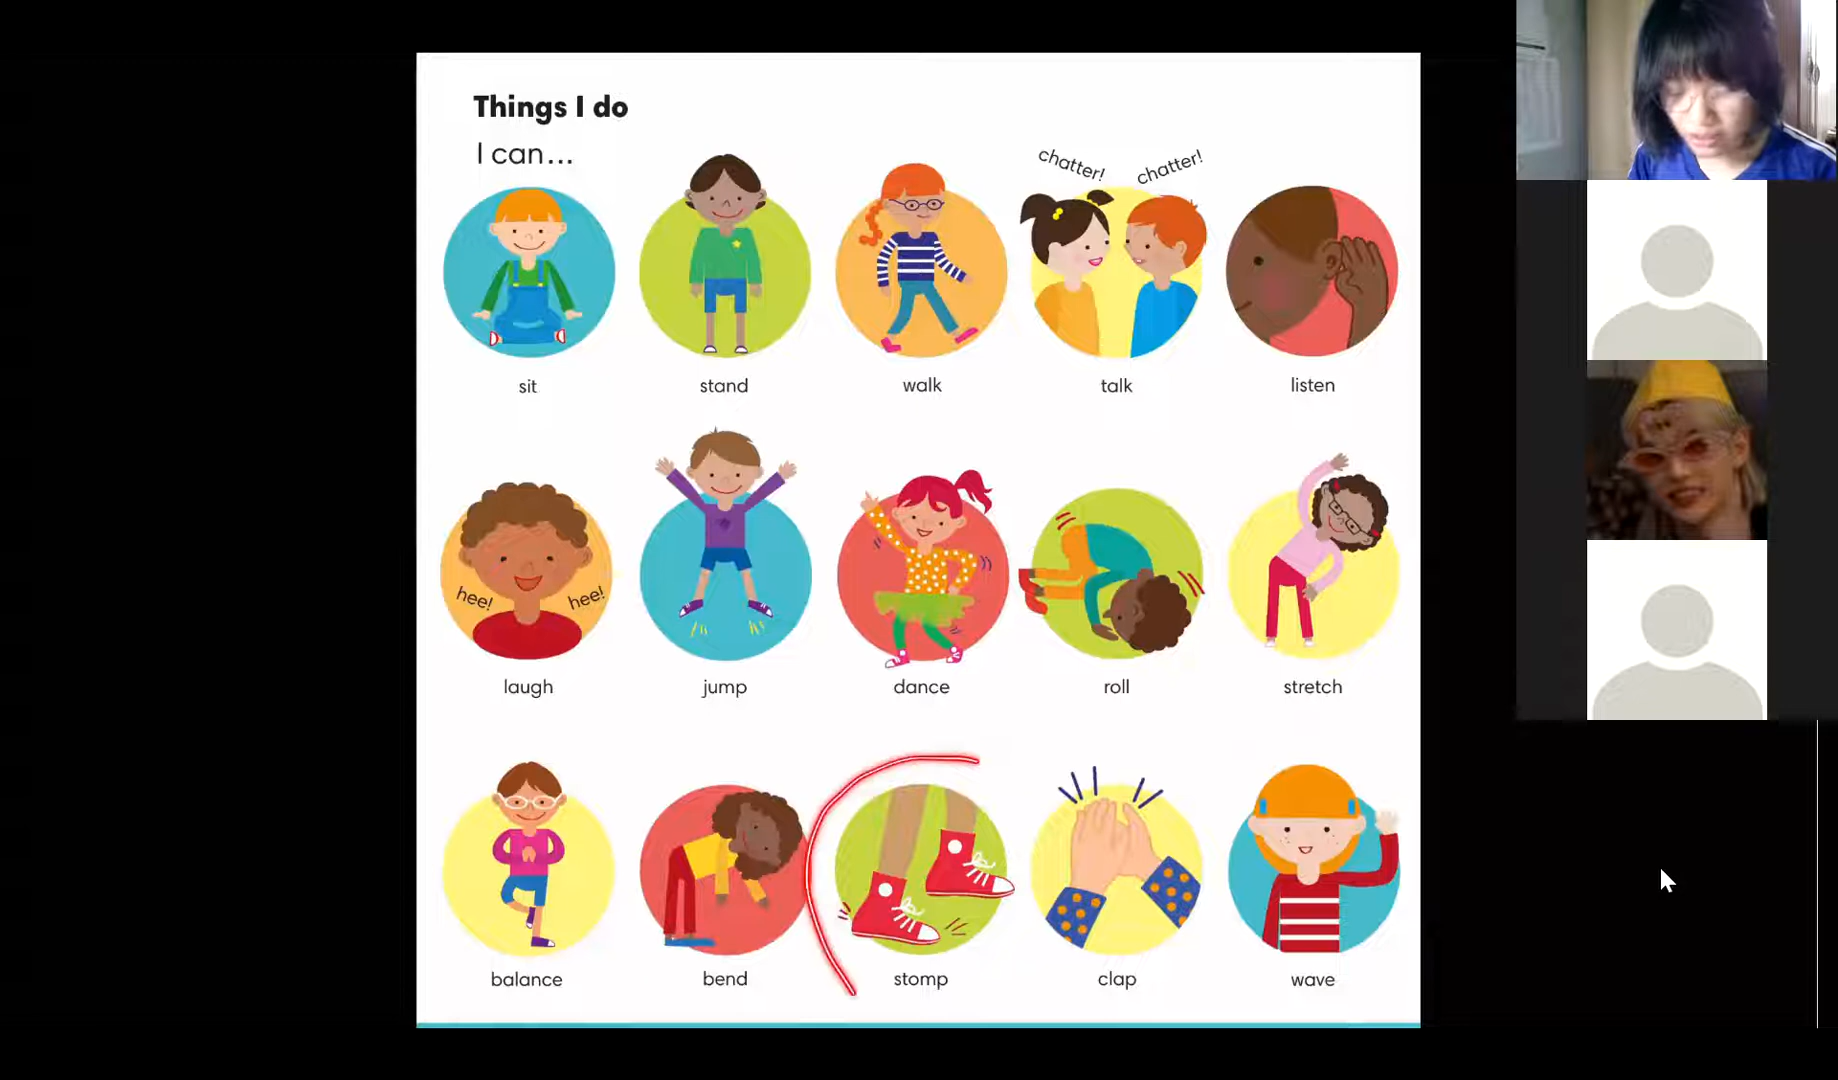 Things I do
I can...
chatter! chatter!
sit stand walk talk listen
hee! hee!
laugh jump dance roll stretch
balance bend stomp clap wave